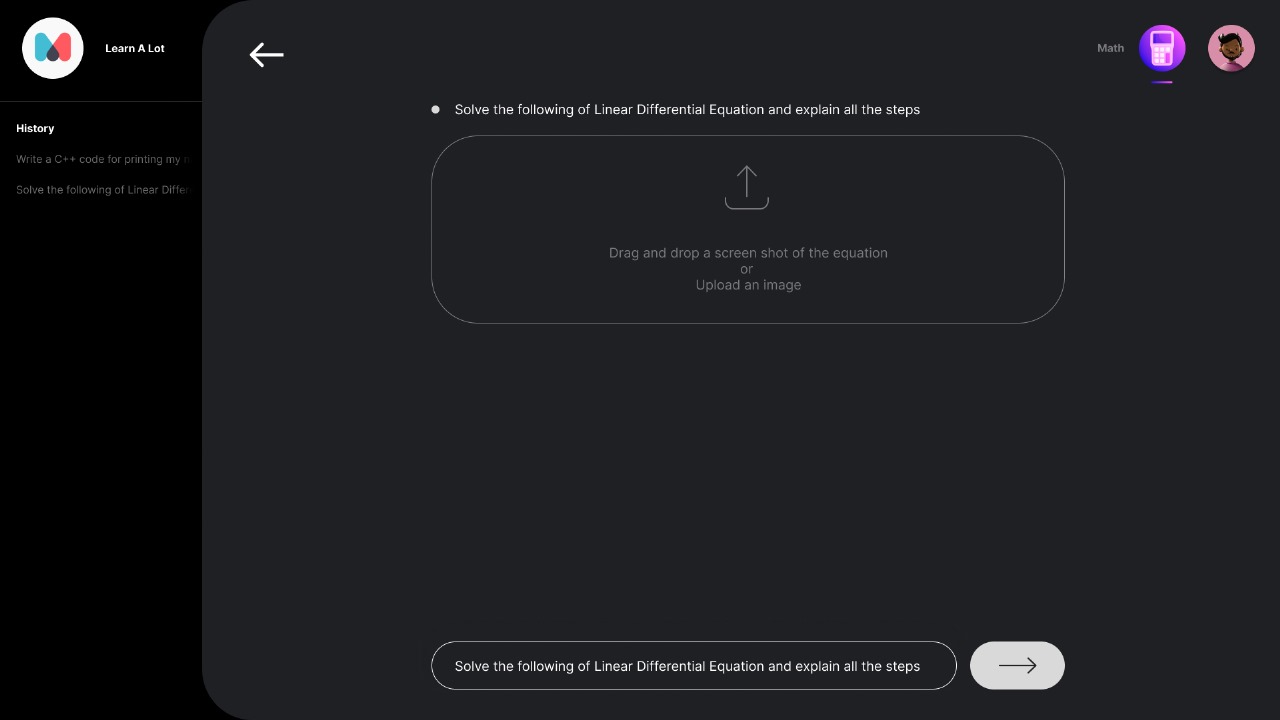 Learn A Lot
Math
History
Write a C++ code for printing my
Solve the following of Linear Differ
Solve the following of Linear Differential Equation and explain all the steps
Drag and drop a screen shot of the equation
or
Upload an image
Solve the following of Linear Differential Equation and explain all the steps